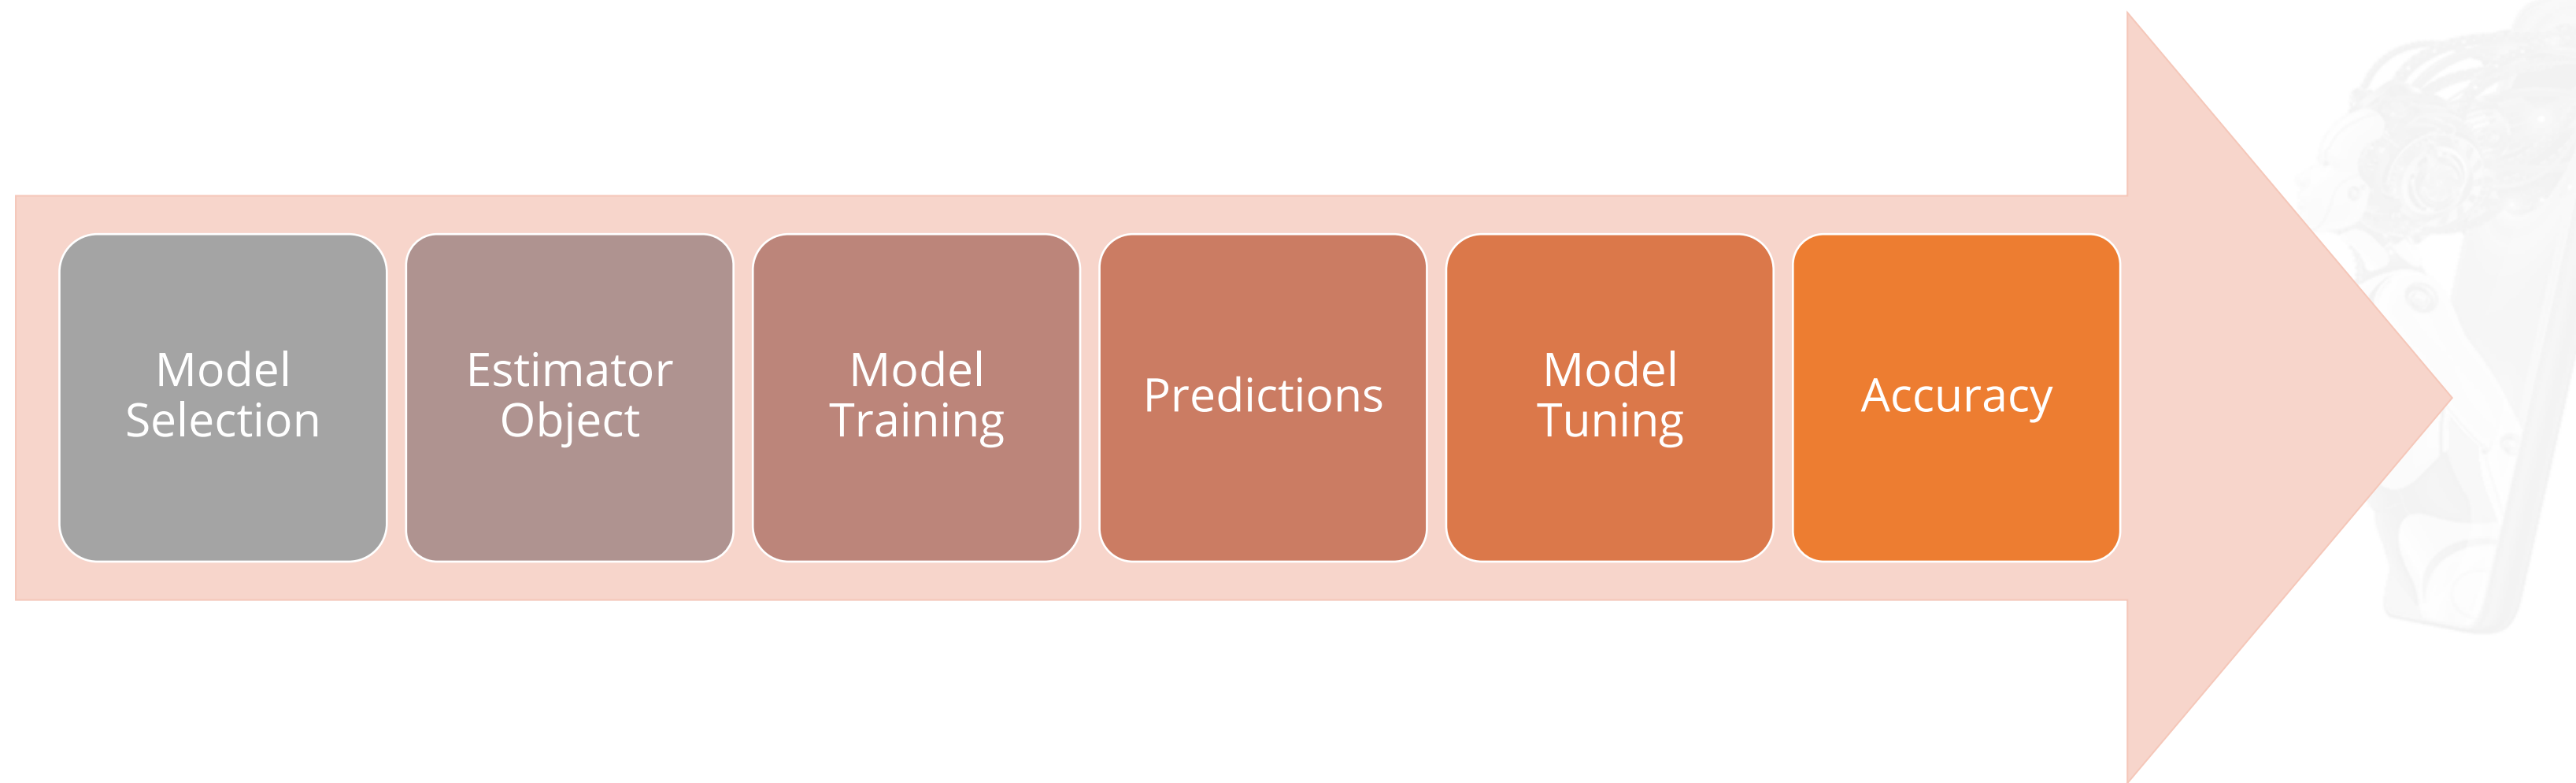 Model
Selection
Estimator
Object
Model
Training
Predictions
Model
Tuning
Accuracy